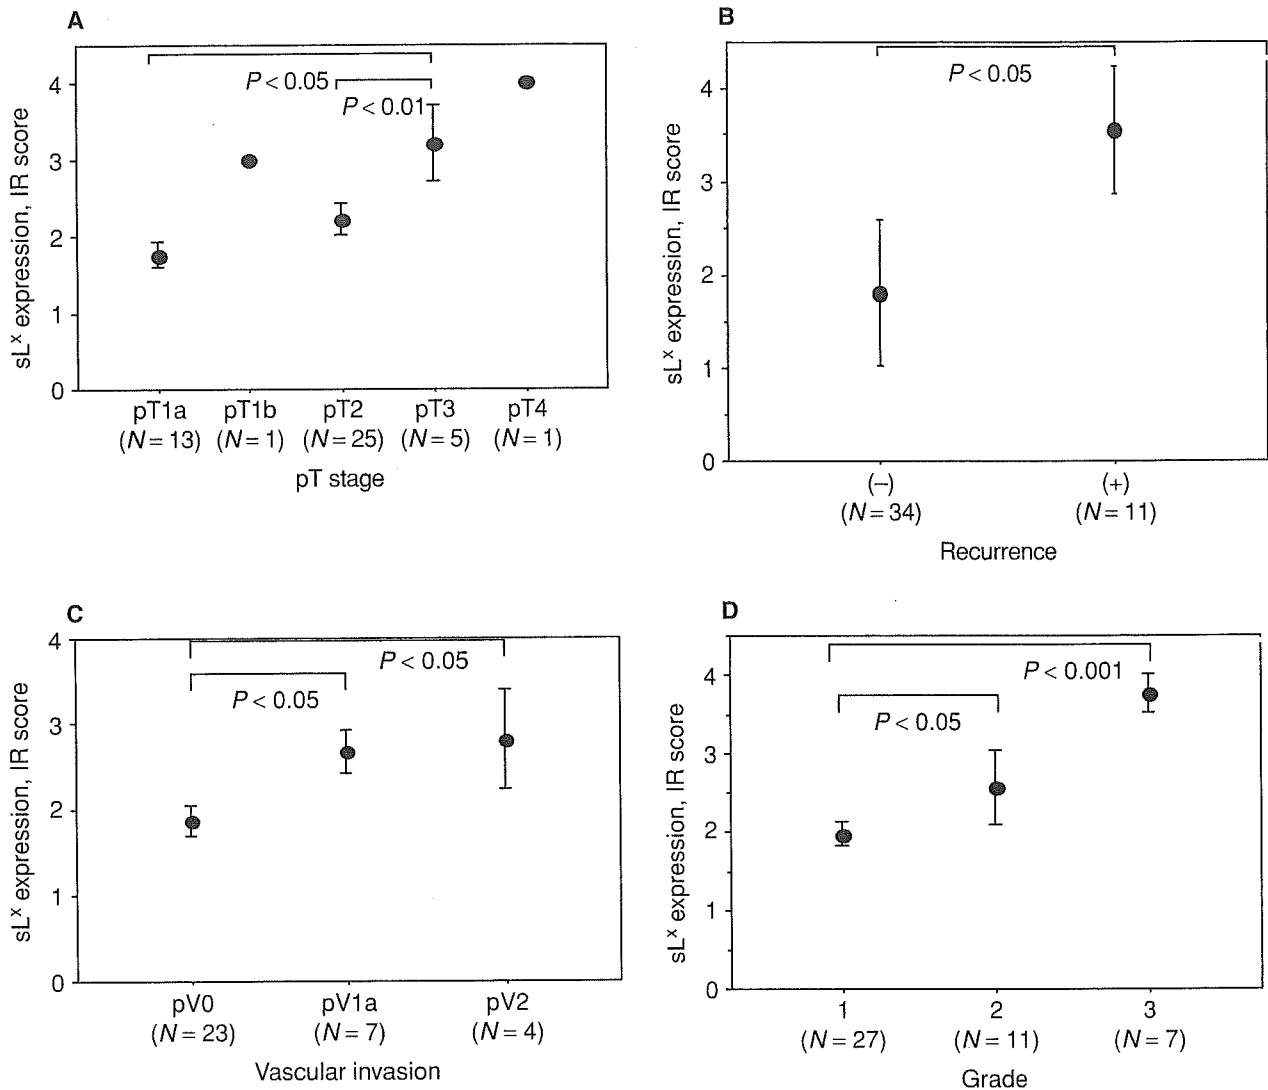 A
sLˣ expression, IR score
4
3
2
1
0
P < 0.05
P < 0.01
pT1a pT1b pT2 pT3 pT4
(N = 13) (N = 1) (N = 25) (N = 5) (N = 1)
pT stage
B
sLˣ expression, IR score
4
3
2
1
0
P < 0.05
(–) (+)
(N = 34) (N = 11)
Recurrence
C
sLˣ expression, IR score
4
3
2
1
0
P < 0.05
P < 0.05
pV0 pV1a pV2
(N = 23) (N = 7) (N = 4)
Vascular invasion
D
sLˣ expression, IR score
4
3
2
1
0
P < 0.001
P < 0.05
1 2 3
(N = 27) (N = 11) (N = 7)
Grade